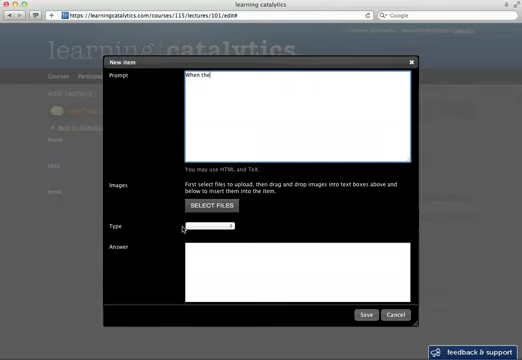 learning catalytics
https://learningcatalytics.com/courses/115/lectures/101/edit#
Google
learning catalytics
Courses
New item
Prompt
When the
You may use HTML and TeX.
Images
First select files to upload, then drag and drop images into text boxes above and
below to insert them into the item.
SELECT FILES
Type
Answer
Save
Cancel
feedback & support